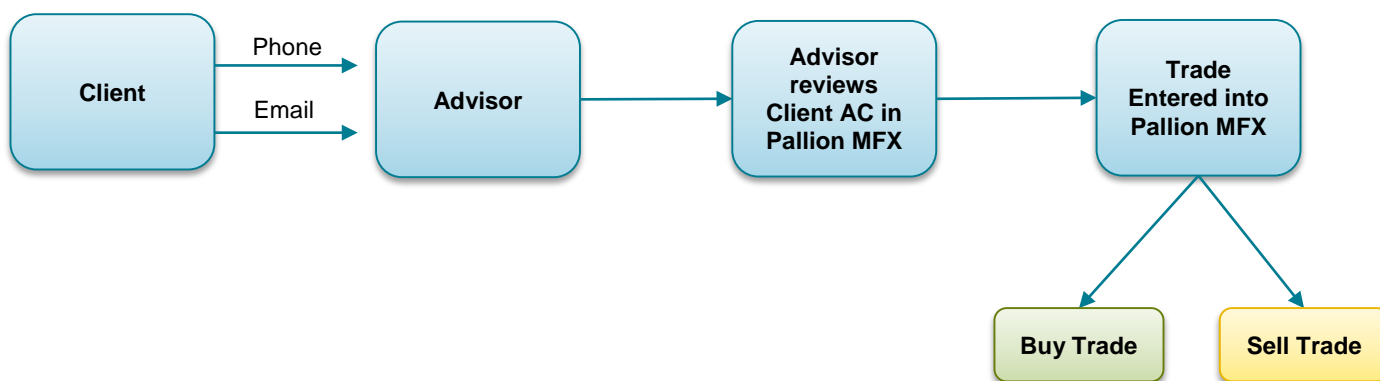 Client
Phone
Email
Advisor
Advisor
reviews
Client AC in
Pallion MFX
Trade
Entered into
Pallion MFX
Buy Trade
Sell Trade